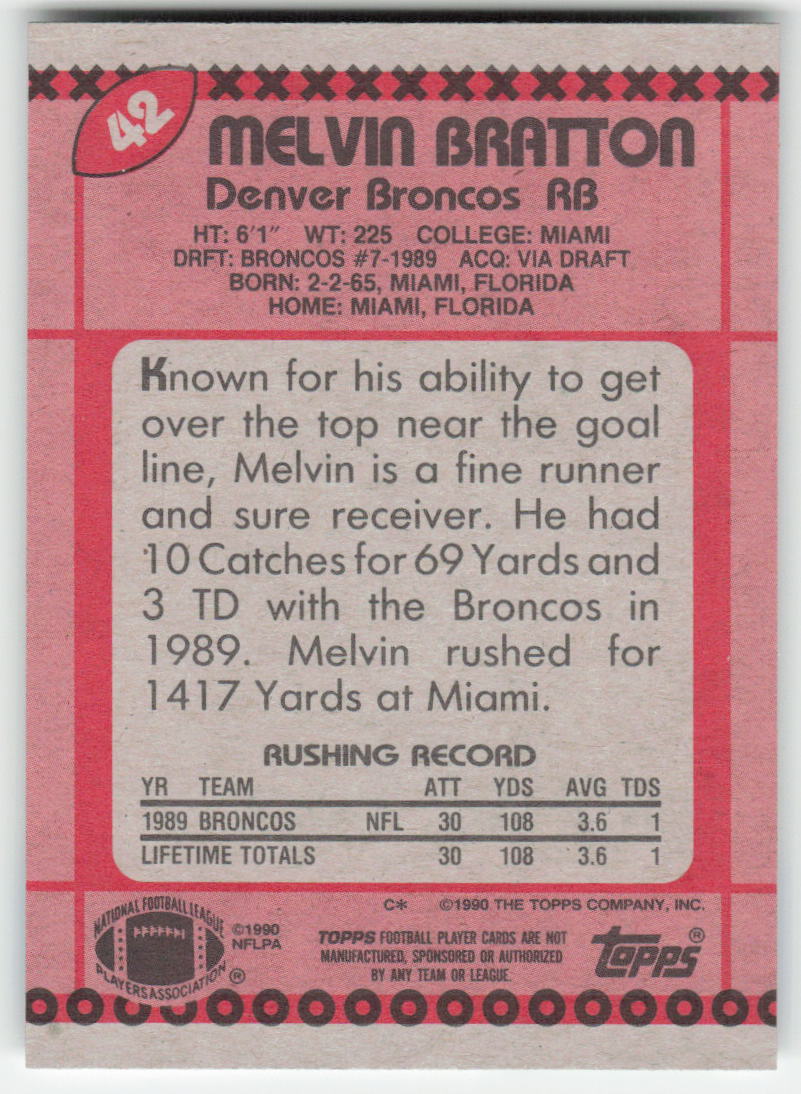 42
MELVIN BRATTON
Denver Broncos RB
HT: 6'1" WT: 225 COLLEGE: MIAMI
DRFT: BRONCOS #7-1989 ACQ: VIA DRAFT
BORN: 2-2-65, MIAMI, FLORIDA
HOME: MIAMI, FLORIDA
Known for his ability to get
over the top near the goal
line, Melvin is a fine runner
and sure receiver. He had
10 Catches for 69 Yards and
3 TD with the Broncos in
1989. Melvin rushed for
1417 Yards at Miami.
RUSHING RECORD
YR TEAM ATT YDS AVG TDS
1989 BRONCOS NFL 30 108 3.6 1
LIFETIME TOTALS 30 108 3.6 1
C* ©1990 THE TOPPS COMPANY, INC.
NATIONAL FOOTBALL LEAGUE
PLAYERS ASSOCIATION ®
©1990
NFLPA
TOPPS FOOTBALL PLAYER CARDS ARE NOT
MANUFACTURED, SPONSORED OR AUTHORIZED
BY ANY TEAM OR LEAGUE.
topps ®